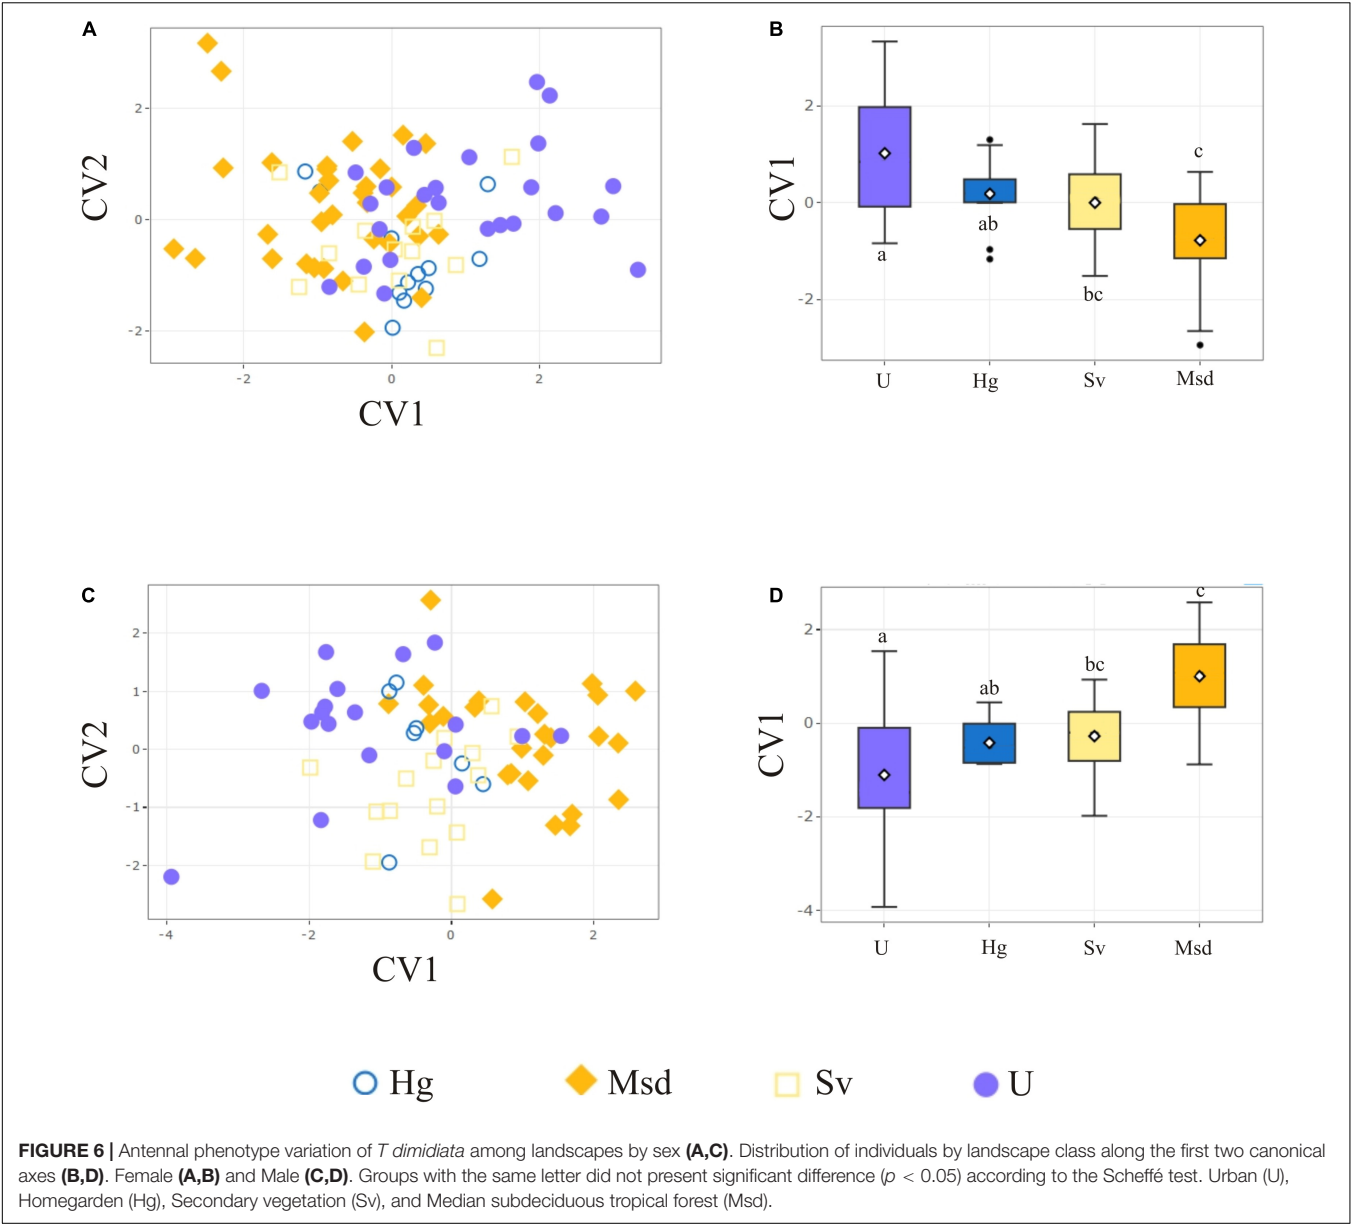 A
2
0
-2
CV2
-2
0
2
CV1
B
2
0
-2
CV1
a
ab
bc
c
U
Hg
Sv
Msd
C
2
1
0
-1
-2
CV2
-4
-2
0
2
CV1
D
2
0
-2
-4
CV1
a
ab
bc
c
U
Hg
Sv
Msd
Hg
Msd
Sv
U
FIGURE 6 | Antennal phenotype variation of T dimidiata among landscapes by sex (A,C). Distribution of individuals by landscape class along the first two canonical
axes (B,D). Female (A,B) and Male (C,D). Groups with the same letter did not present significant difference (p < 0.05) according to the Scheffé test. Urban (U),
Homegarden (Hg), Secondary vegetation (Sv), and Median subdeciduous tropical forest (Msd).